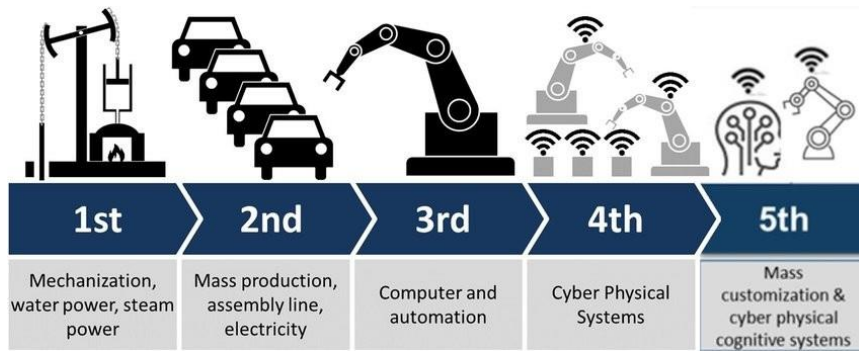 1st
2nd
3rd
4th
5th
Mechanization,
water power, steam
power
Mass production,
assembly line,
electricity
Computer and
automation
Cyber Physical
Systems
Mass
customization &
cyber physical
cognitive systems